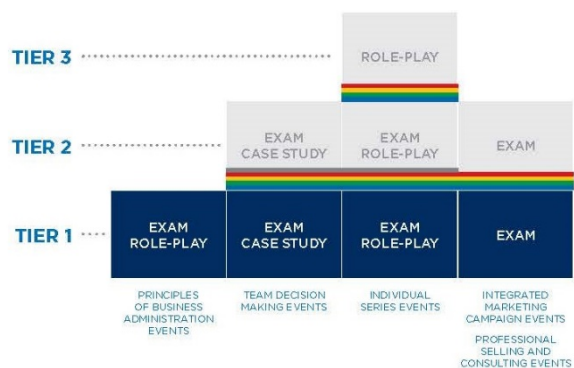 TIER 3
ROLE-PLAY
TIER 2
EXAM
CASE STUDY
EXAM
ROLE-PLAY
EXAM
TIER 1
EXAM
ROLE-PLAY
EXAM
CASE STUDY
EXAM
ROLE-PLAY
EXAM
PRINCIPLES
OF BUSINESS
ADMINISTRATION
EVENTS
TEAM DECISION
MAKING EVENTS
INDIVIDUAL
SERIES EVENTS
INTEGRATED
MARKETING
CAMPAIGN EVENTS
PROFESSIONAL
SELLING AND
CONSULTING EVENTS